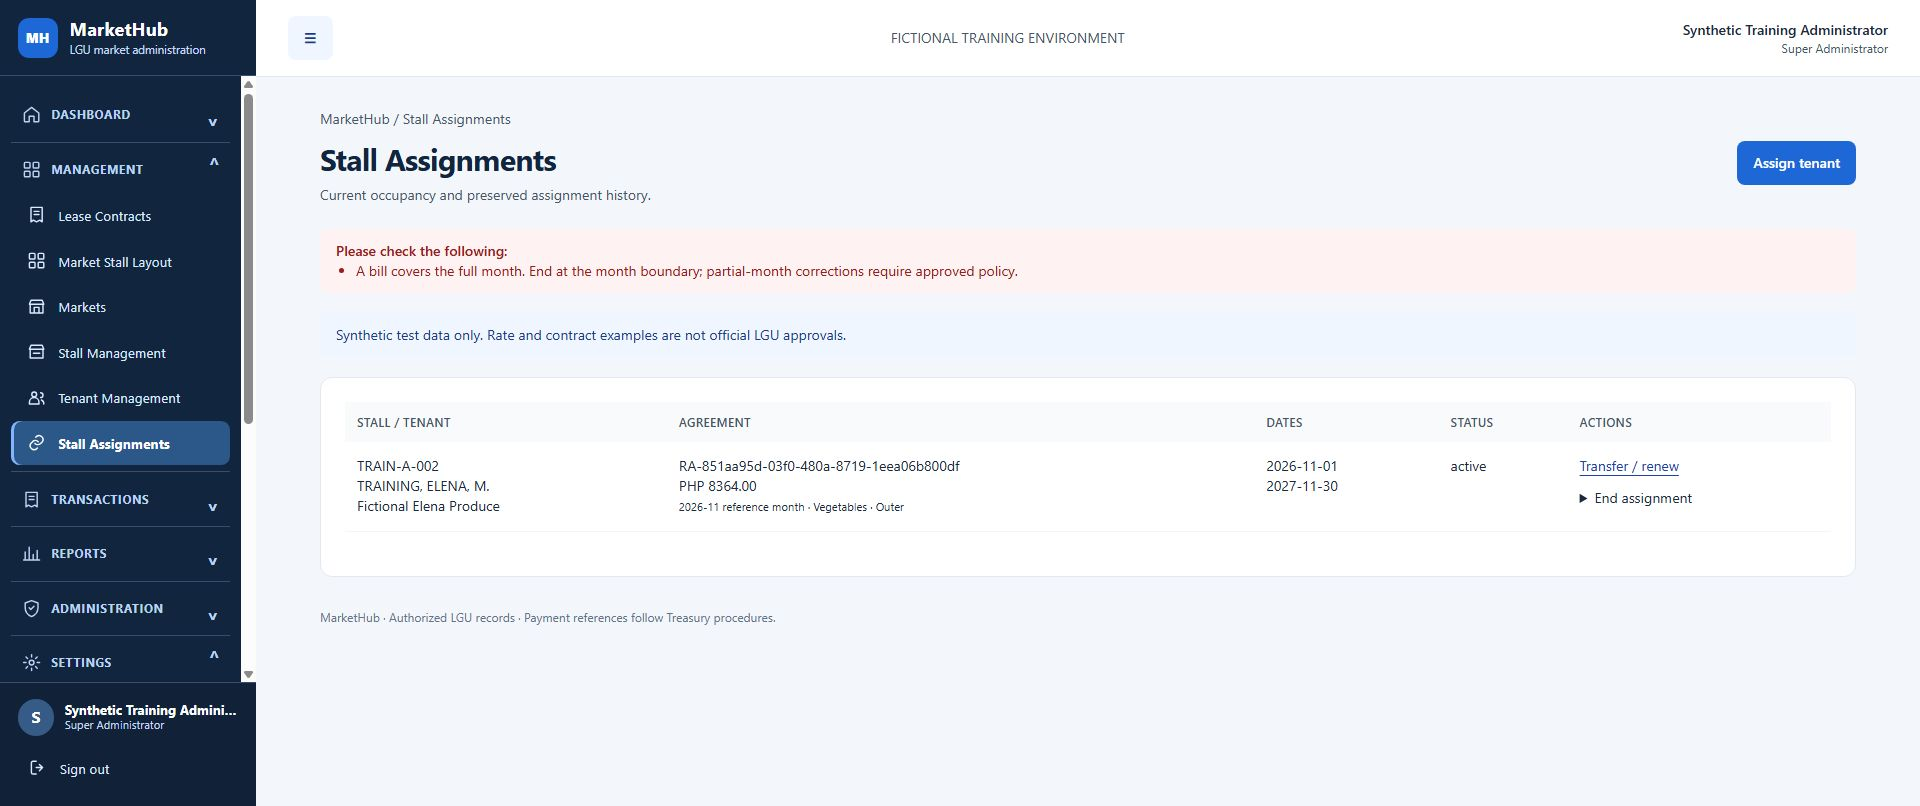 MH
MarketHub
LGU market administration
☰
FICTIONAL TRAINING ENVIRONMENT
Synthetic Training Administrator
Super Administrator
DASHBOARD
MANAGEMENT
Lease Contracts
Market Stall Layout
Markets
Stall Management
Tenant Management
Stall Assignments
TRANSACTIONS
REPORTS
ADMINISTRATION
SETTINGS
S
Synthetic Training Admini...
Super Administrator
Sign out
MarketHub / Stall Assignments
Stall Assignments
Current occupancy and preserved assignment history.
Assign tenant
Please check the following:
• A bill covers the full month. End at the month boundary; partial-month corrections require approved policy.
Synthetic test data only. Rate and contract examples are not official LGU approvals.
STALL / TENANT AGREEMENT DATES STATUS ACTIONS
TRAIN-A-002 RA-851aa95d-03f0-480a-8719-1eea06b800df 2026-11-01 active Transfer / renew
TRAINING, ELENA, M. PHP 8364.00 2027-11-30
▶ End assignment
Fictional Elena Produce 2026-11 reference month · Vegetables · Outer
MarketHub · Authorized LGU records · Payment references follow Treasury procedures.